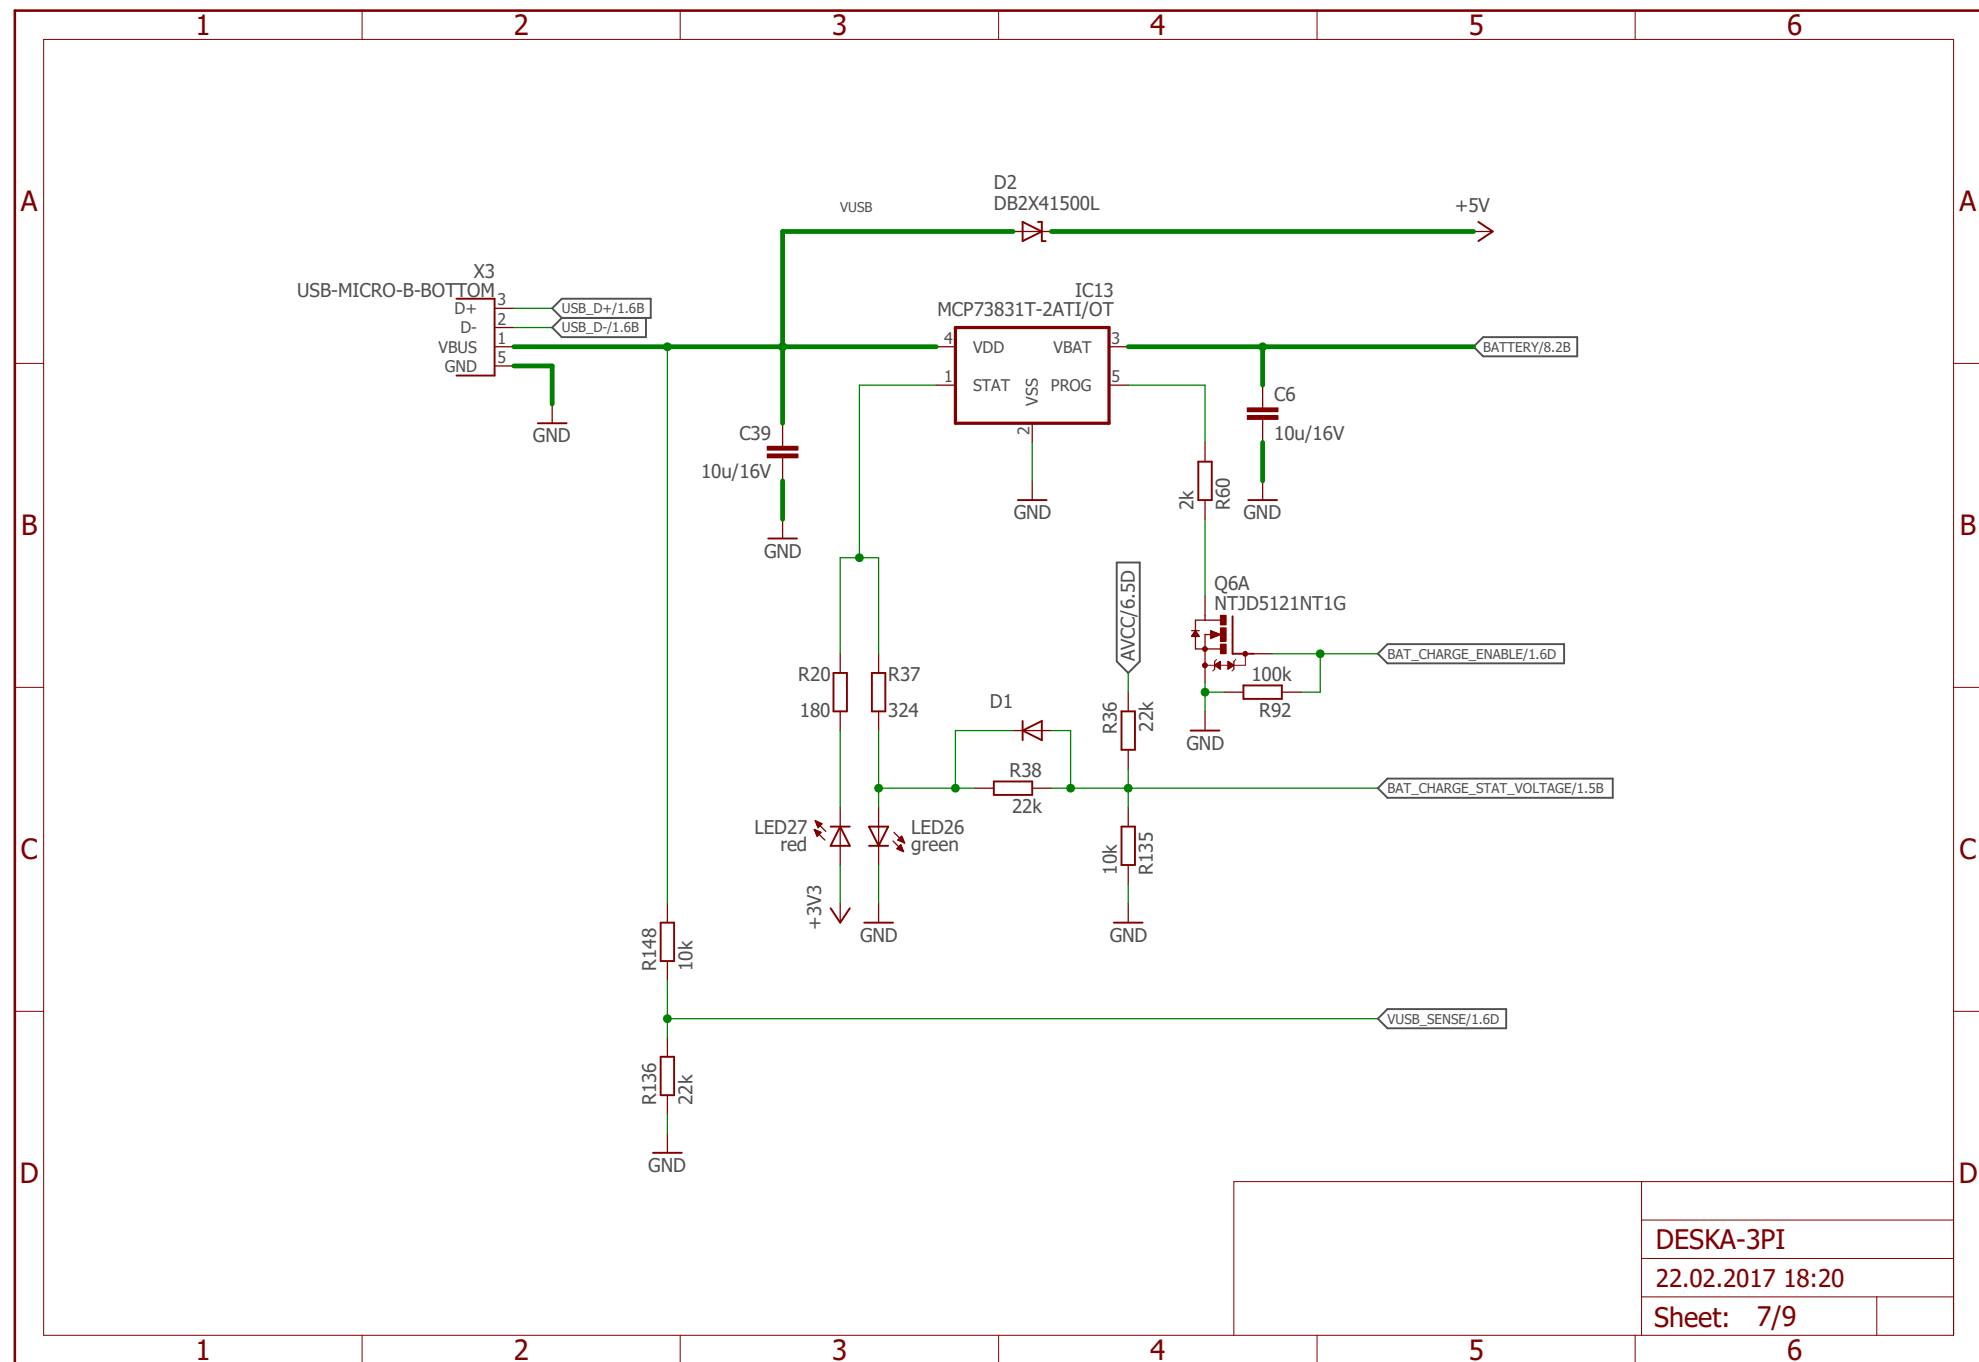 1 2 3 4 5 6
A A
D2
DB2X41500L
VUSB
+5V
X3
USB-MICRO-B-BOTTOM
D+ 3 USB_D+/1.6B
D- 2 USB_D-/1.6B
VBUS 1
GND 5
GND
IC13
MCP73831T-2ATI/OT
4 VDD VBAT 3
1 STAT VSS PROG 5
2
BATTERY/8.2B
C6
10u/16V
GND
C39
10u/16V
GND
GND
2k R60
B B
Q6A
NTJD5121NT1G
AVCC/6.5D
BAT_CHARGE_ENABLE/1.6D
100k
R92
GND
R20
180
R37
324
D1
R36 22k
R38
22k
BAT_CHARGE_STAT_VOLTAGE/1.5B
LED27
red
LED26
green
10k R135
C C
+3V3
GND
GND
R148 10k
VUSB_SENSE/1.6D
R136 22k
GND
D D
DESKA-3PI
22.02.2017 18:20
Sheet: 7/9
1 2 3 4 5 6